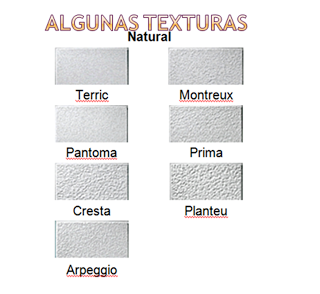 ALGUNAS TEXTURAS
Natural
Terric Montreux
Pantoma Prima
Cresta Planteu
Arpeggio